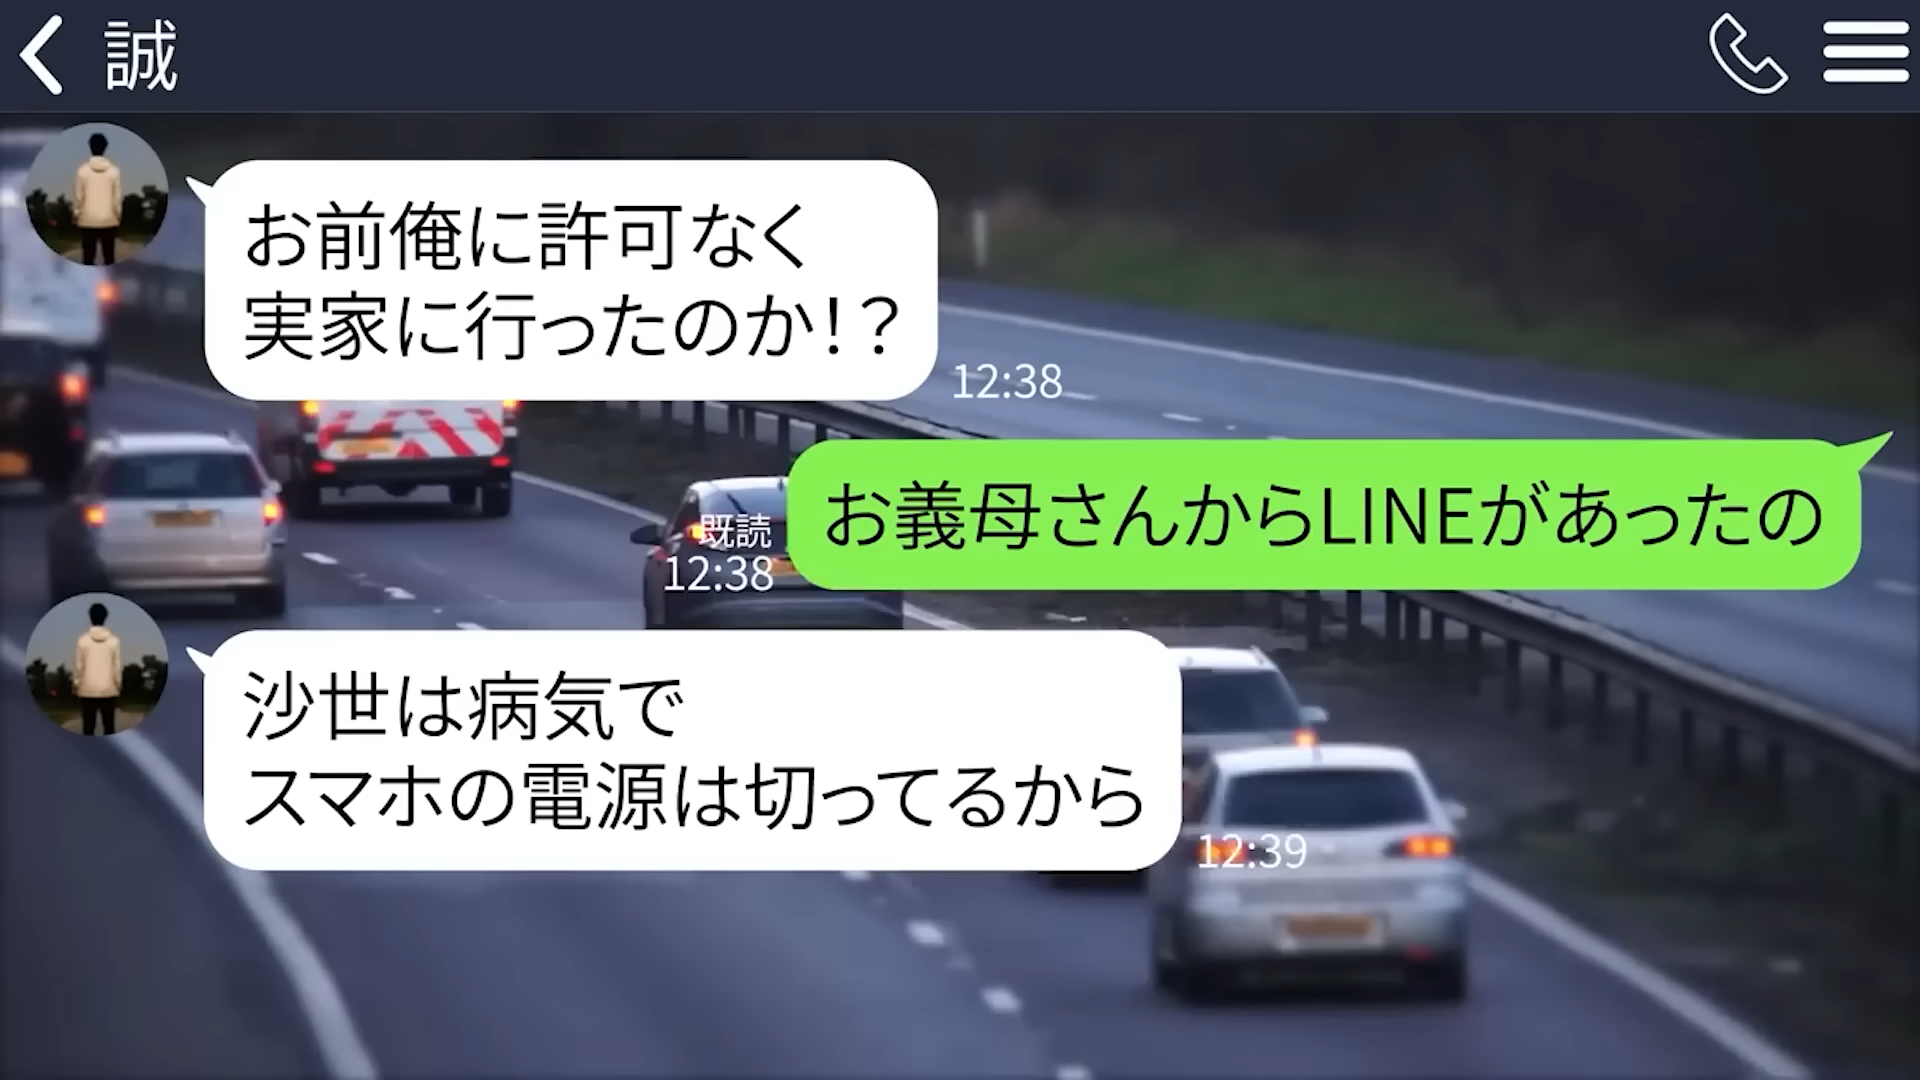 誠
お前俺に許可なく
実家に行ったのか!?
12:38
お義母さんからLINEがあったの
既読
12:38
沙世は病気で
スマホの電源は切ってるから
12:39